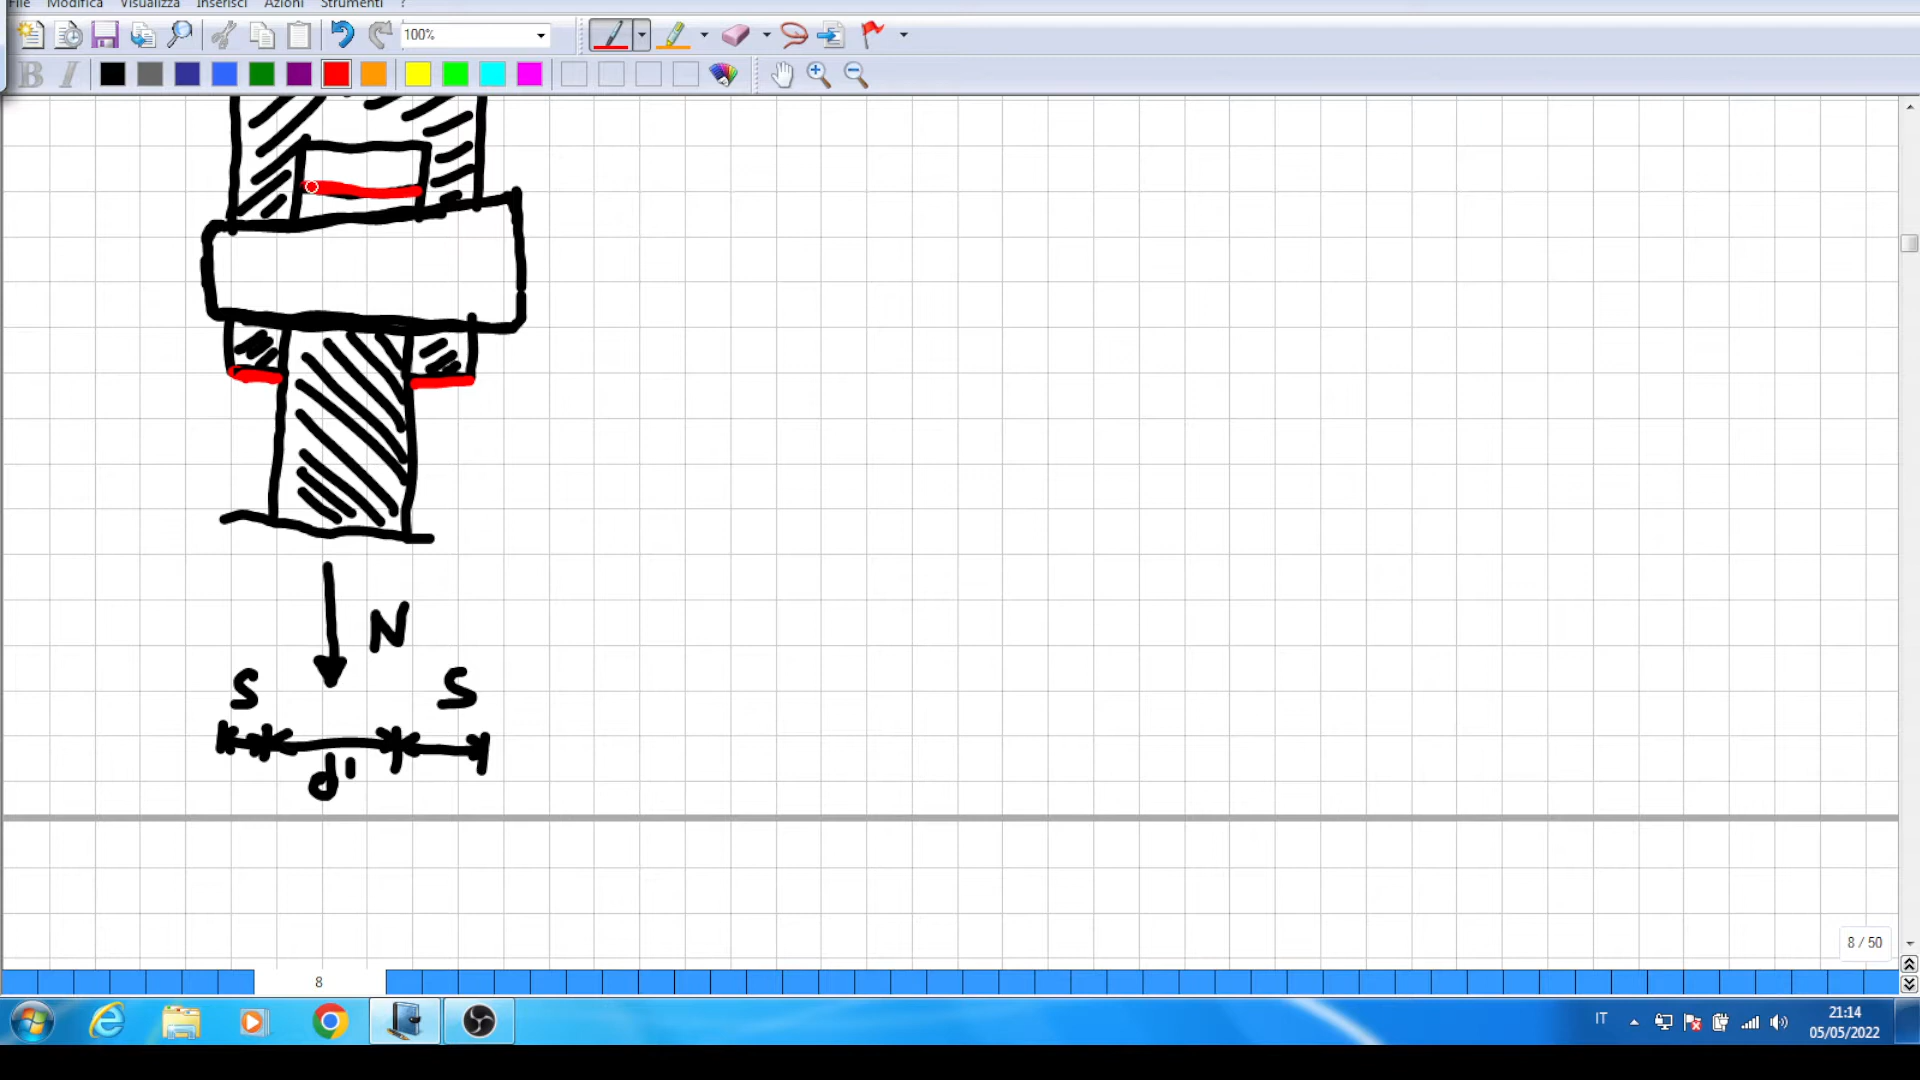 File Modifica Visualizza Inserisci Azioni Strumenti ?
100%
B I
N
S S
d'
8 / 50
8
IT
21:14
05/05/2022